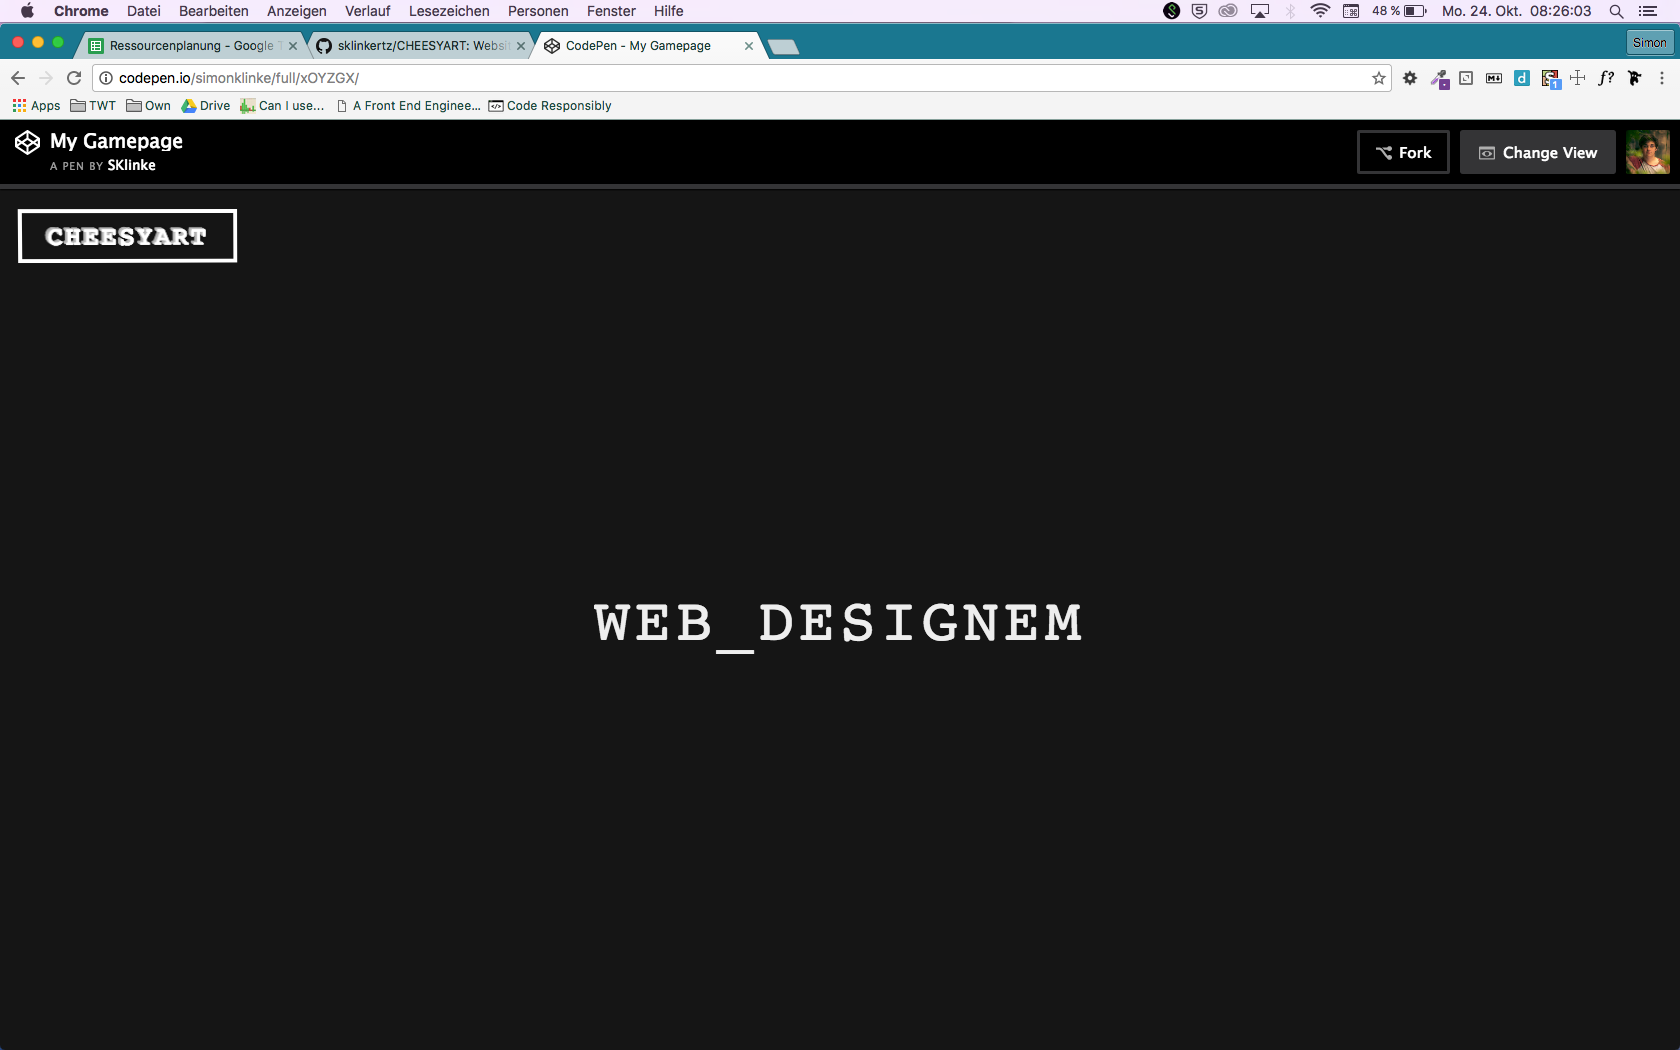 Chrome Datei Bearbeiten Anzeigen Verlauf Lesezeichen Personen Fenster Hilfe 48 % Mo. 24. Okt. 08:26:03
Ressourcenplanung - Google T sklinkertz/CHEESYART: Websit CodePen - My Gamepage Simon
codepen.io/simonklinke/full/xOYZGX/
Apps TWT Own Drive Can I use... A Front End Enginee... Code Responsibly
My Gamepage
A PEN BY SKlinke
Fork Change View
CHEESYART
WEB_DESIGNEM